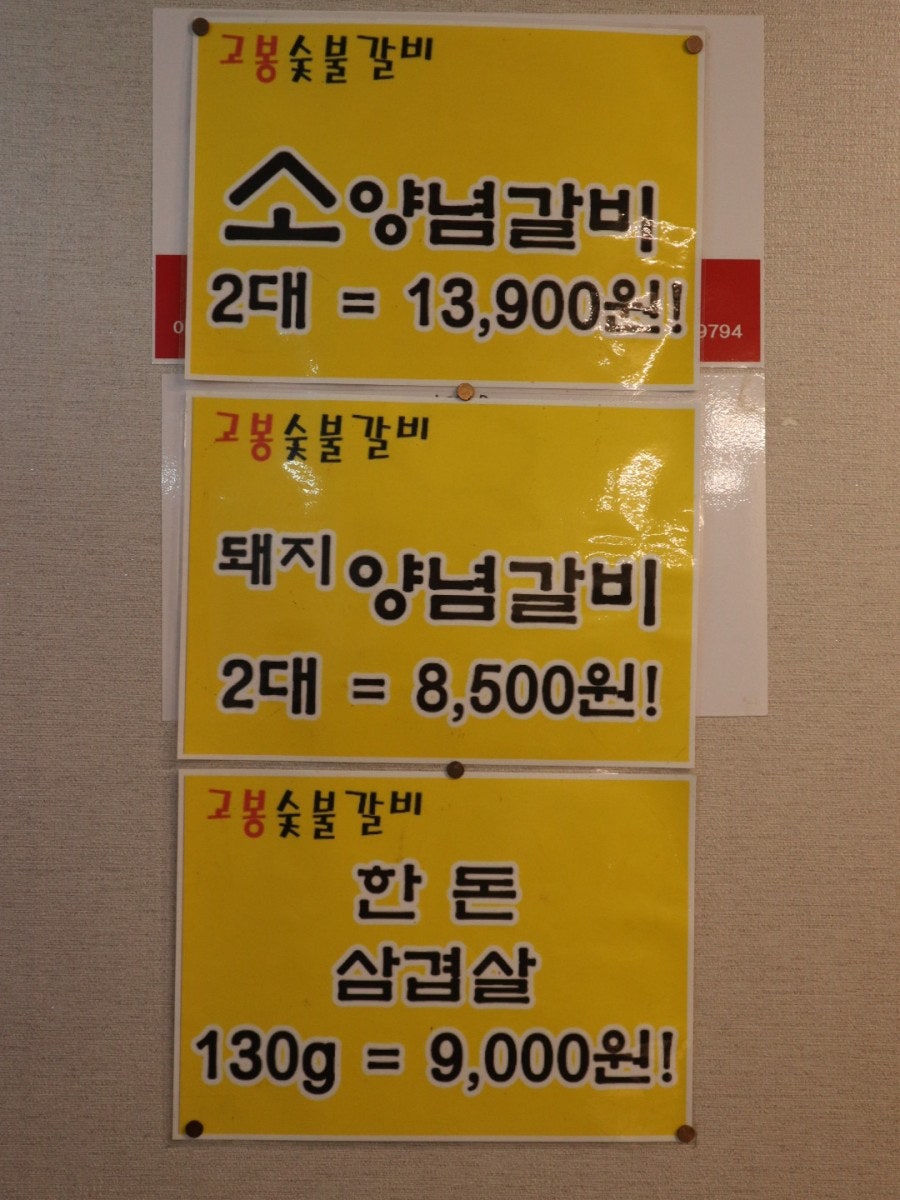 고봉숯불갈비
소양념갈비
2대 = 13,900원!
9794
고봉숯불갈비
돼지양념갈비
2대 = 8,500원!
고봉숯불갈비
한돈
삼겹살
130g = 9,000원!